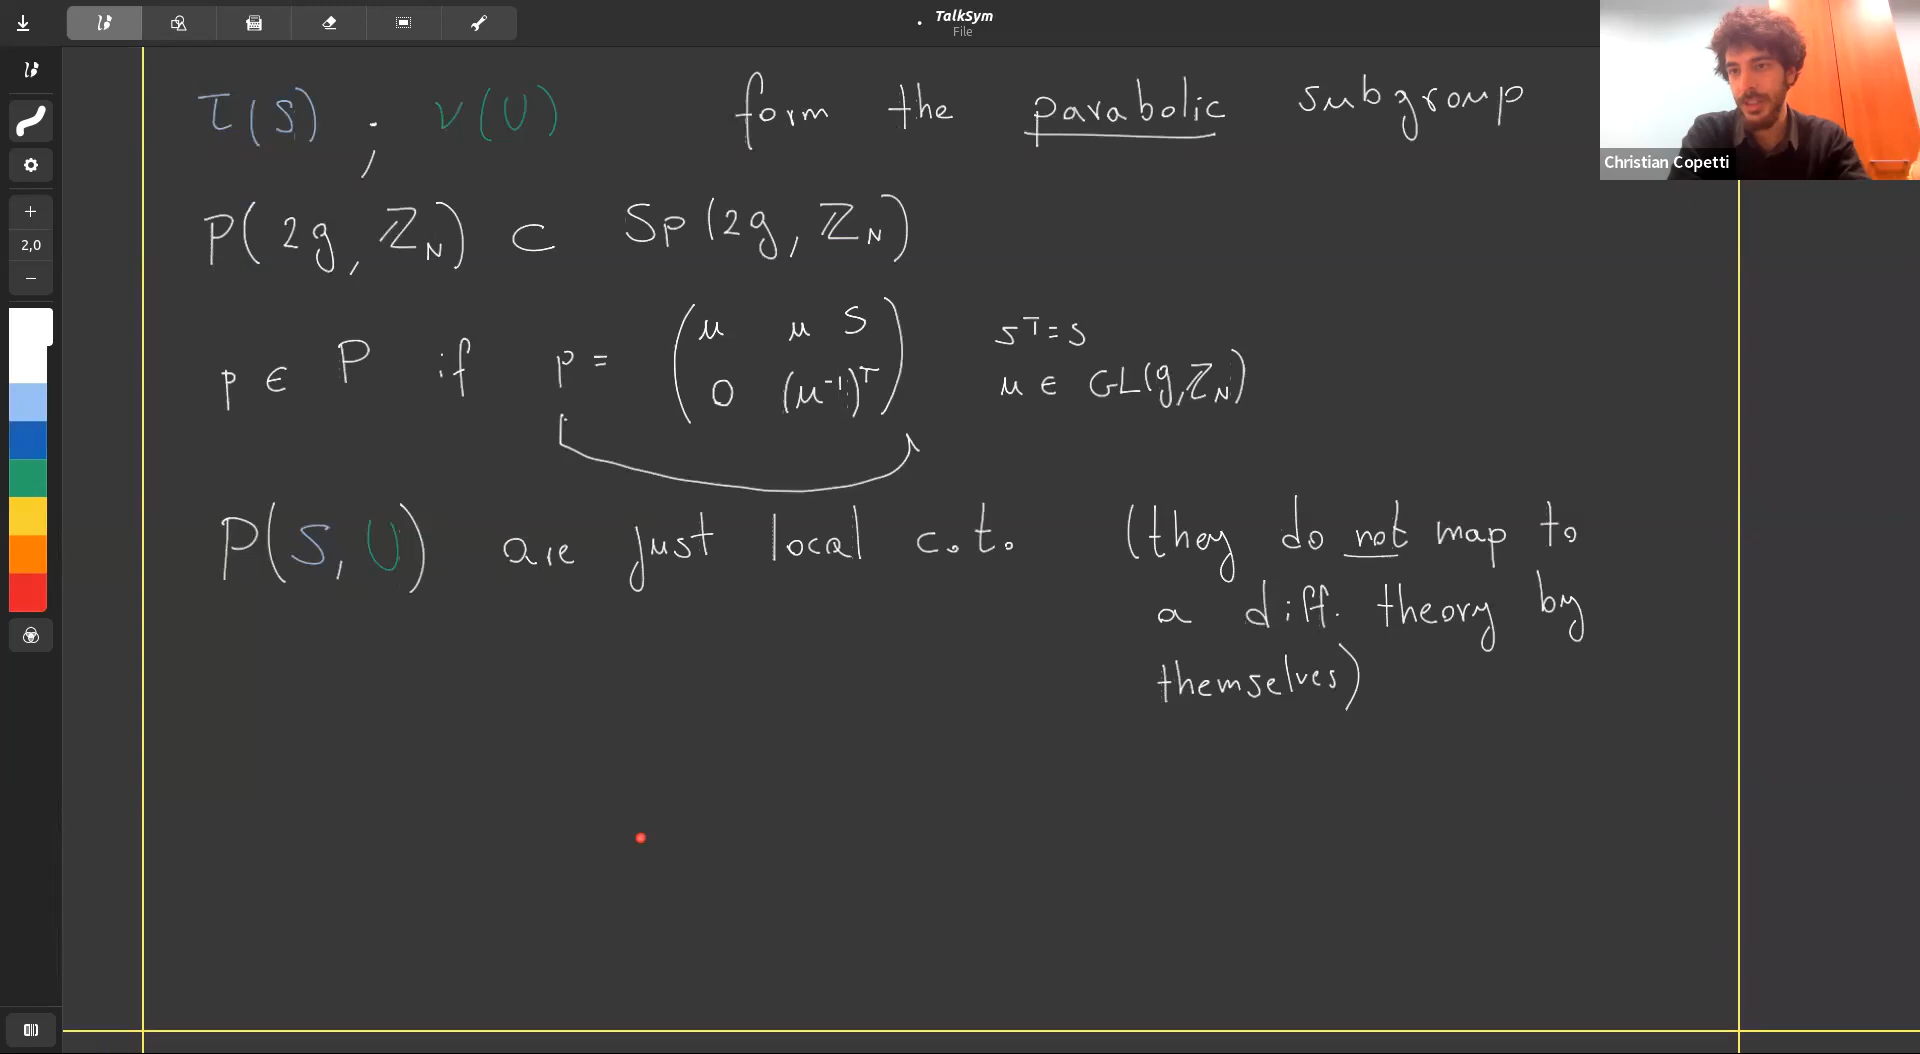 TalkSym
File
Christian Copetti
2,0
τ(S) ; ν(U) form the parabolic subgroup
P(2g, ℤ_N) ⊂ Sp(2g, ℤ_N)
p ∈ P if p = ( μ μ S ; 0 (μ⁻¹)ᵀ ) Sᵀ = S
μ ∈ GL(g, ℤ_N)
P(S, U) are just local c.t. (they do not map to
a diff. theory by
themselves)